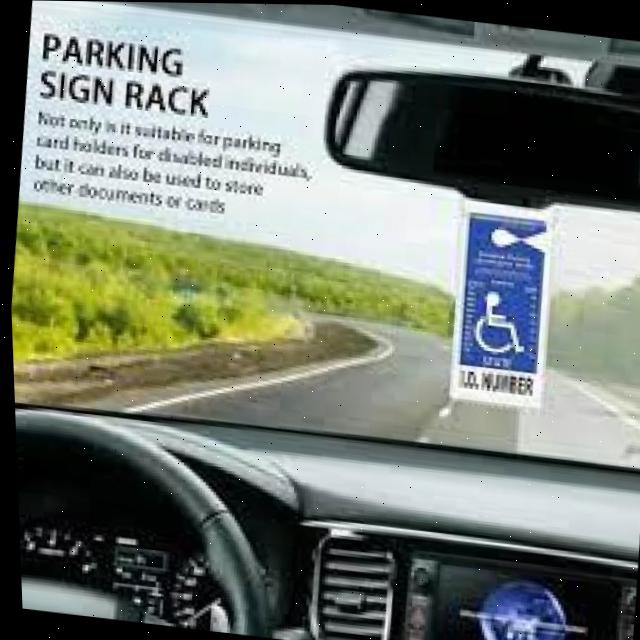 PARKING
SIGN RACK
Not only is it suitable for parking
card holders for disabled individuals,
but it can also be used to store
other documents or cards
I.D. NUMBER